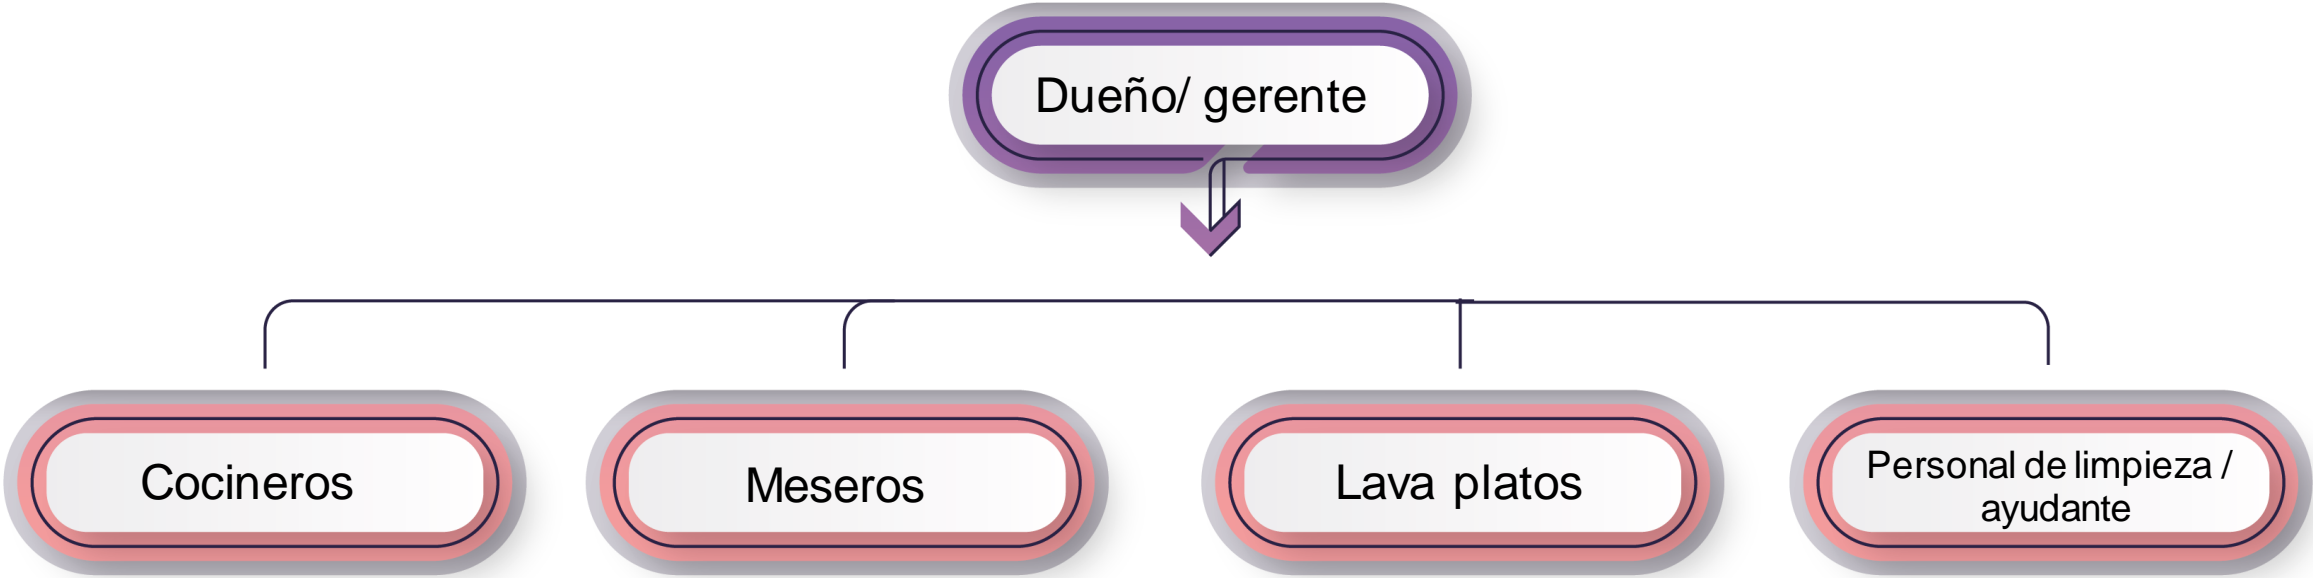 Dueño/ gerente
Cocineros
Meseros
Lava platos
Personal de limpieza /
ayudante